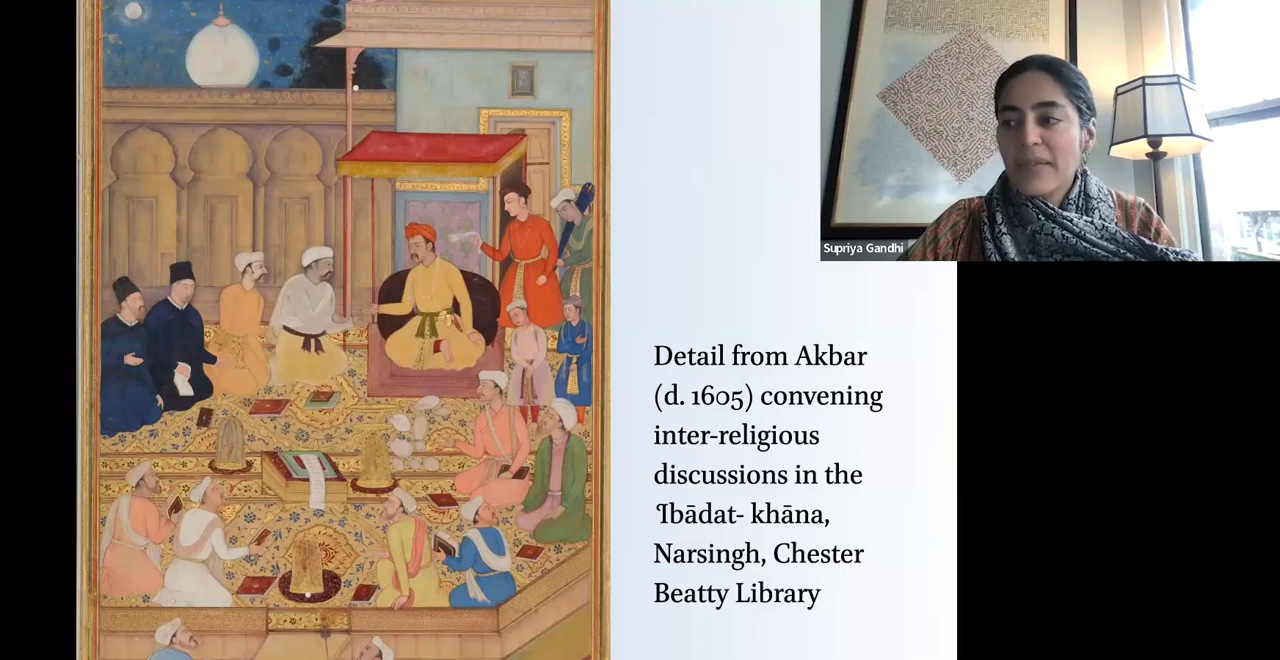 Supriya Gandhi
Detail from Akbar
(d. 1605) convening
inter-religious
discussions in the
ʿIbādat- khāna,
Narsingh, Chester
Beatty Library